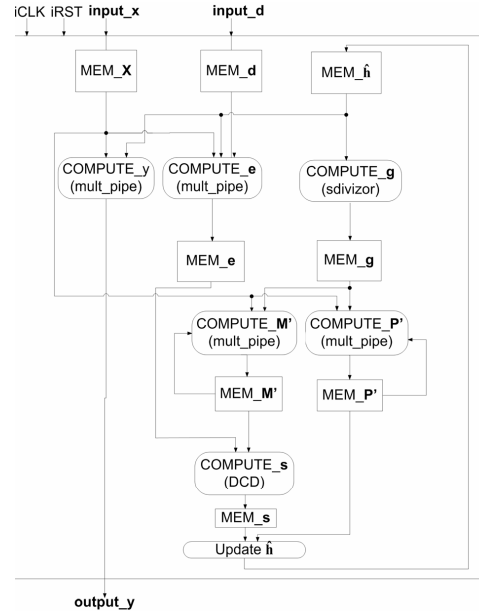 iCLK iRST input_x input_d
MEM_X MEM_d MEM_ĥ
COMPUTE_y
(mult_pipe)
COMPUTE_e
(mult_pipe)
COMPUTE_g
(sdivizor)
MEM_e
MEM_g
COMPUTE_M'
(mult_pipe)
COMPUTE_P'
(mult_pipe)
MEM_M'
MEM_P'
COMPUTE_s
(DCD)
MEM_s
Update ĥ
output_y